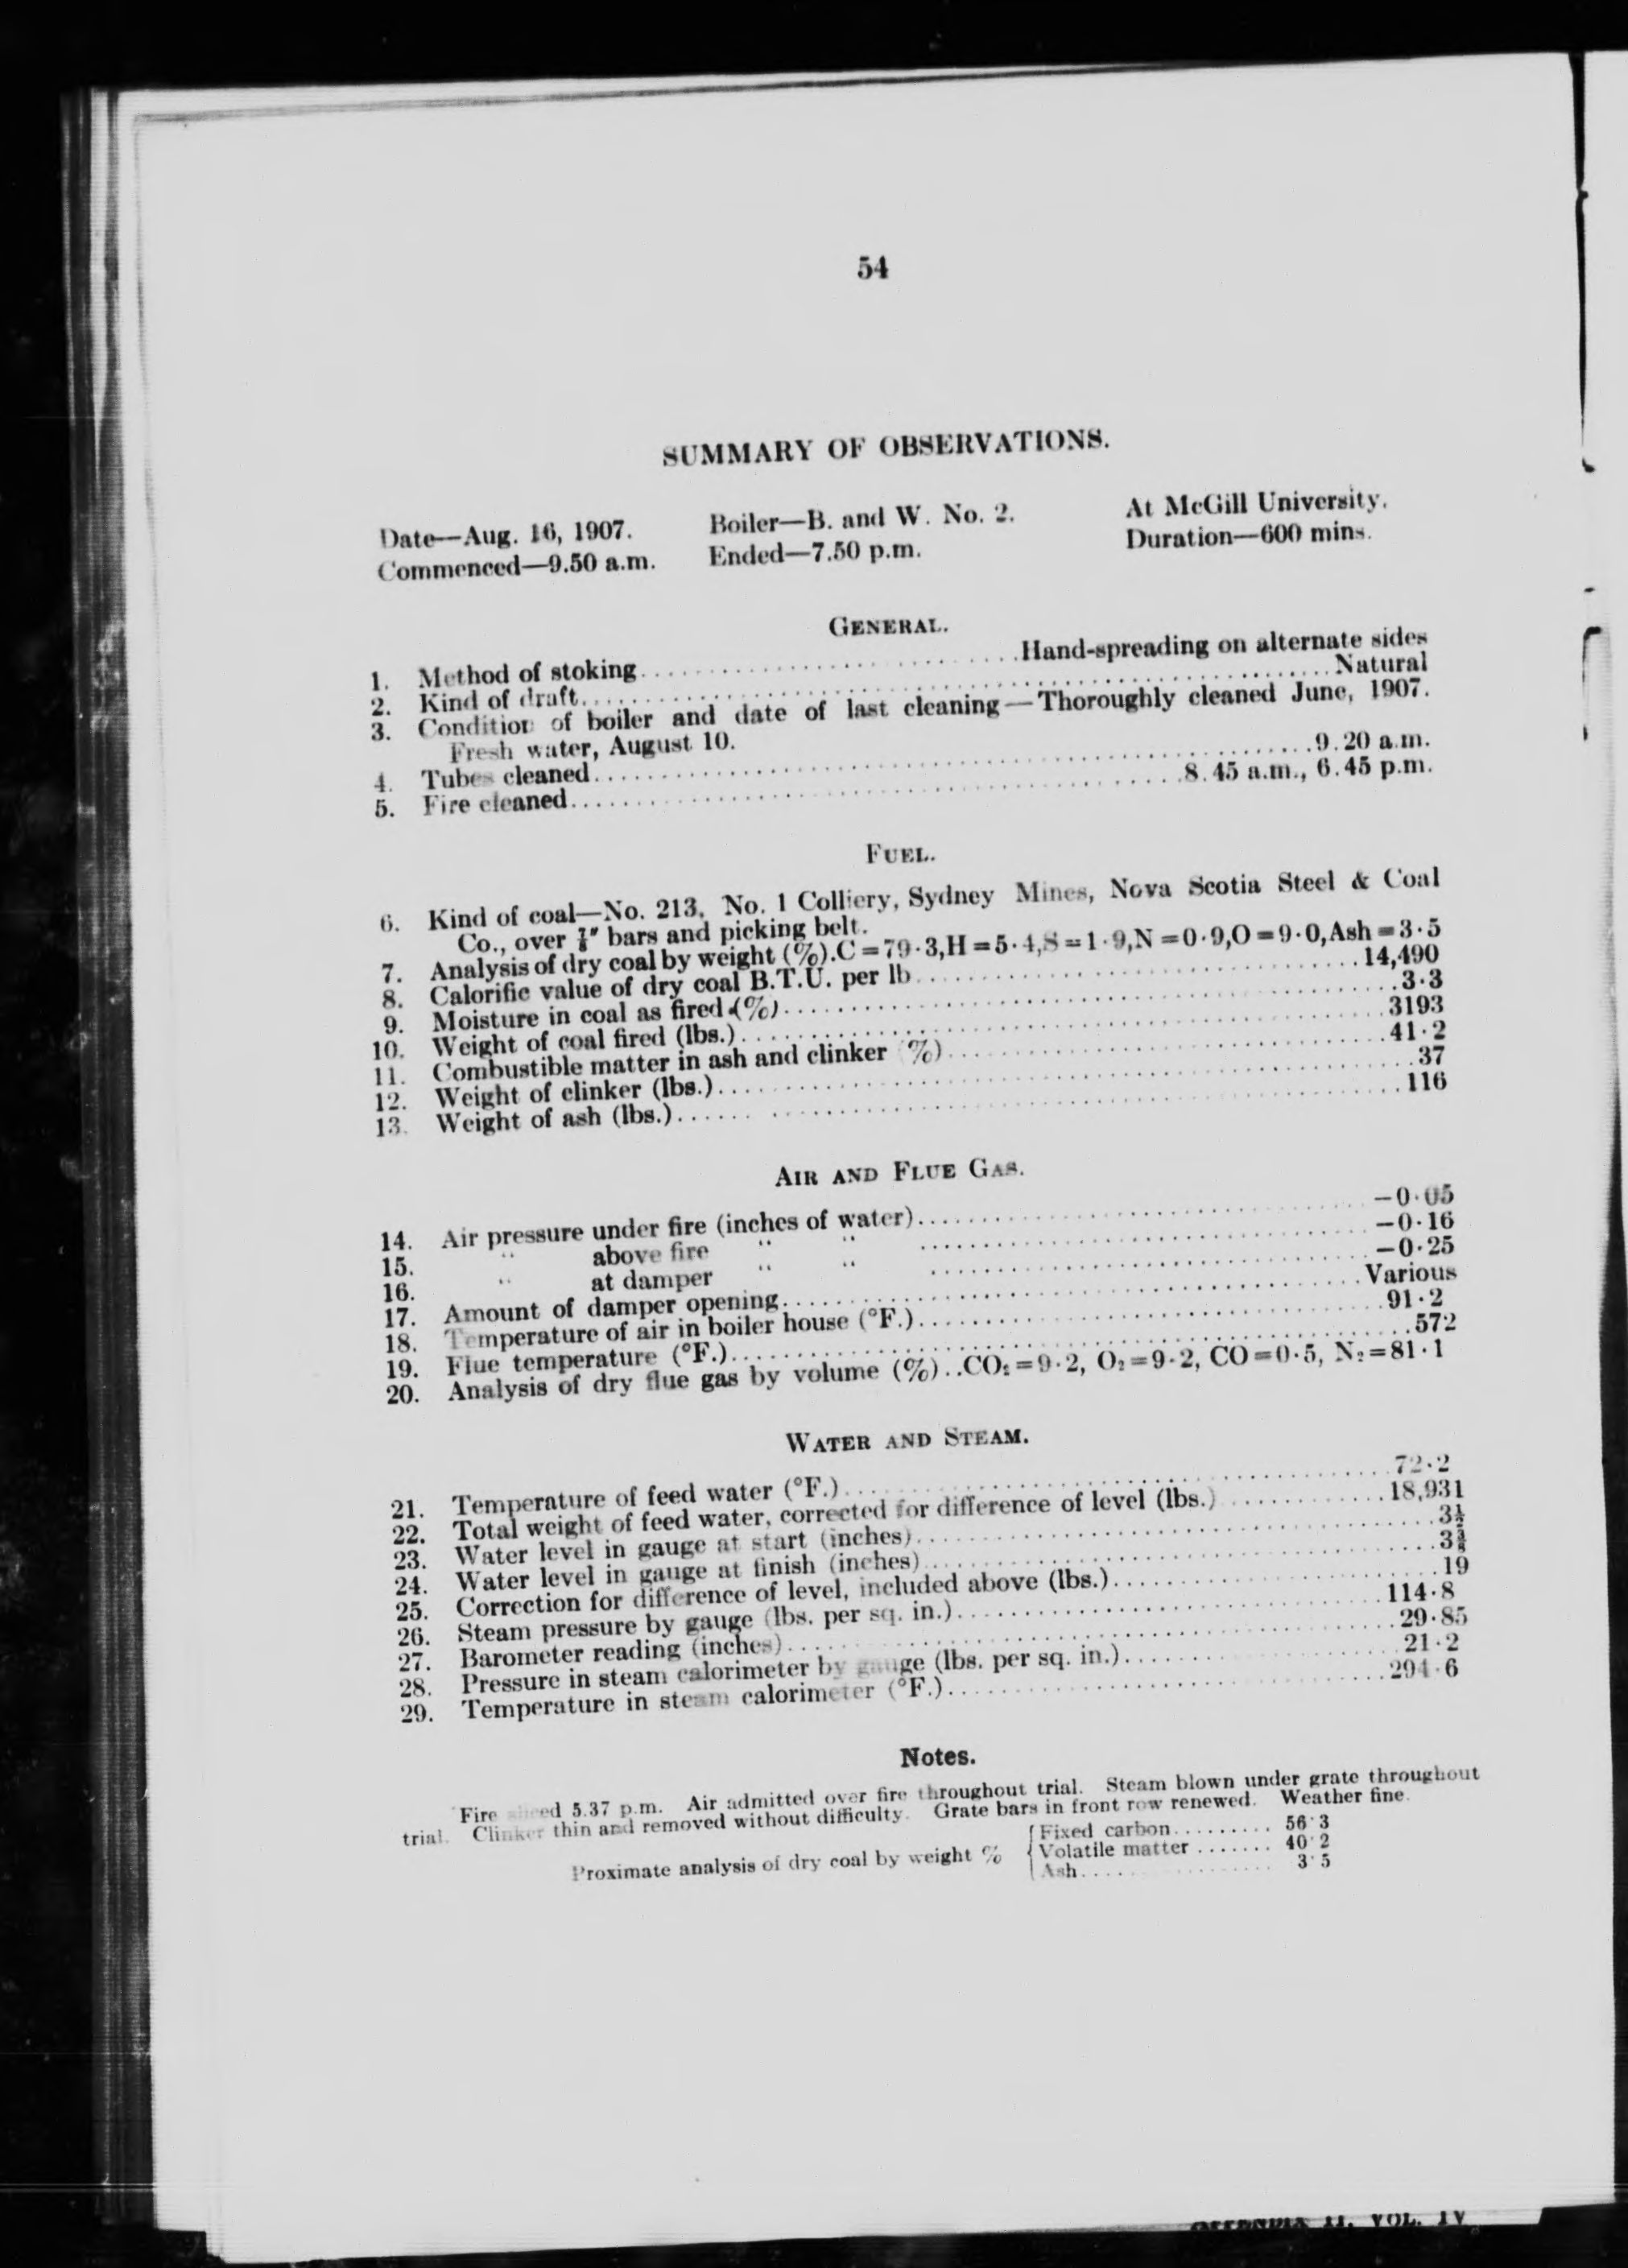 54
SUMMARY OF OBSERVATIONS.
Date—Aug. 16, 1907. Boiler—B. and W. No. 2. At McGill University.
Commenced—9.50 a.m. Ended—7.50 p.m. Duration—600 mins.
GENERAL.
1. Method of stoking..........Hand-spreading on alternate sides
2. Kind of draft..........Natural
3. Condition of boiler and date of last cleaning—Thoroughly cleaned June, 1907.
Fresh water, August 10.
4. Tubes cleaned..........9.20 a.m.
5. Fire cleaned..........8.45 a.m., 6.45 p.m.
FUEL.
6. Kind of coal—No. 213, No. 1 Colliery, Sydney Mines, Nova Scotia Steel & Coal
Co., over bars and picking belt.
7. Analysis of dry coal by weight (%).C=79·3,H=5·4,S=1·9,N=0·9,O=9·0,Ash=3·5
8. Calorific value of dry coal B.T.U. per lb..........14,490
9. Moisture in coal as fired (%)..........3·3
10. Weight of coal fired (lbs.)..........3193
11. Combustible matter in ash and clinker (%)..........41·2
12. Weight of clinker (lbs.)..........37
13. Weight of ash (lbs.)..........116
AIR AND FLUE GAS.
14. Air pressure under fire (inches of water)..........—0·05
15. " above fire " " ..........—0·16
16. " at damper " " ..........—0·25
17. Amount of damper opening..........Various
18. Temperature of air in boiler house (°F.)..........91·2
19. Flue temperature (°F.)..........572
20. Analysis of dry flue gas by volume (%)..CO₂=9·2, O₂=9·2, CO=0·5, N₂=81·1
WATER AND STEAM.
21. Temperature of feed water (°F.)..........72·2
22. Total weight of feed water, corrected for difference of level (lbs.)..........18,931
23. Water level in gauge at start (inches)..........3½
24. Water level in gauge at finish (inches)..........
25. Correction for difference of level, included above (lbs.)..........19
26. Steam pressure by gauge (lbs. per sq. in.)..........114·8
27. Barometer reading (inches)..........29·85
28. Pressure in steam calorimeter by gauge (lbs. per sq. in.)..........21·2
29. Temperature in steam calorimeter (°F.)..........294·6
Notes.
Fire sliced 5.37 p.m. Air admitted over fire throughout trial. Steam blown under grate throughout
trial. Clinker thin and removed without difficulty. Grate bars in front row renewed. Weather fine.
Proximate analysis of dry coal by weight % { Fixed carbon.......... 56·3
Volatile matter.......... 40·2
Ash.......... 3·5
II, VOL. IV